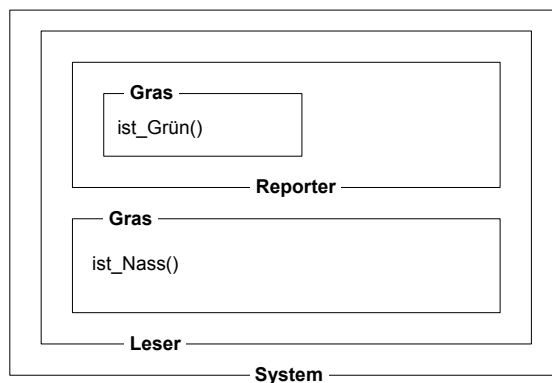 Gras
ist_Grün()
Reporter
Gras
ist_Nass()
Leser
System